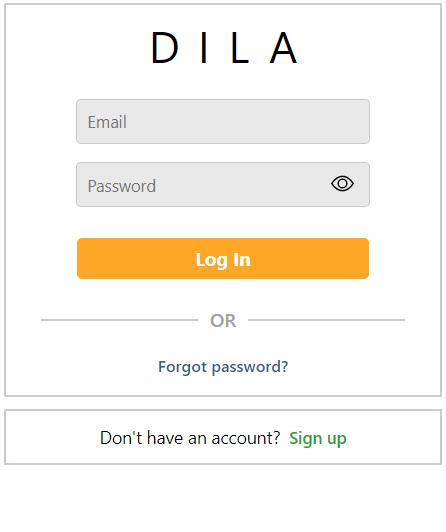 D I L A
Email
Password
Log In
OR
Forgot password?
Don't have an account? Sign up